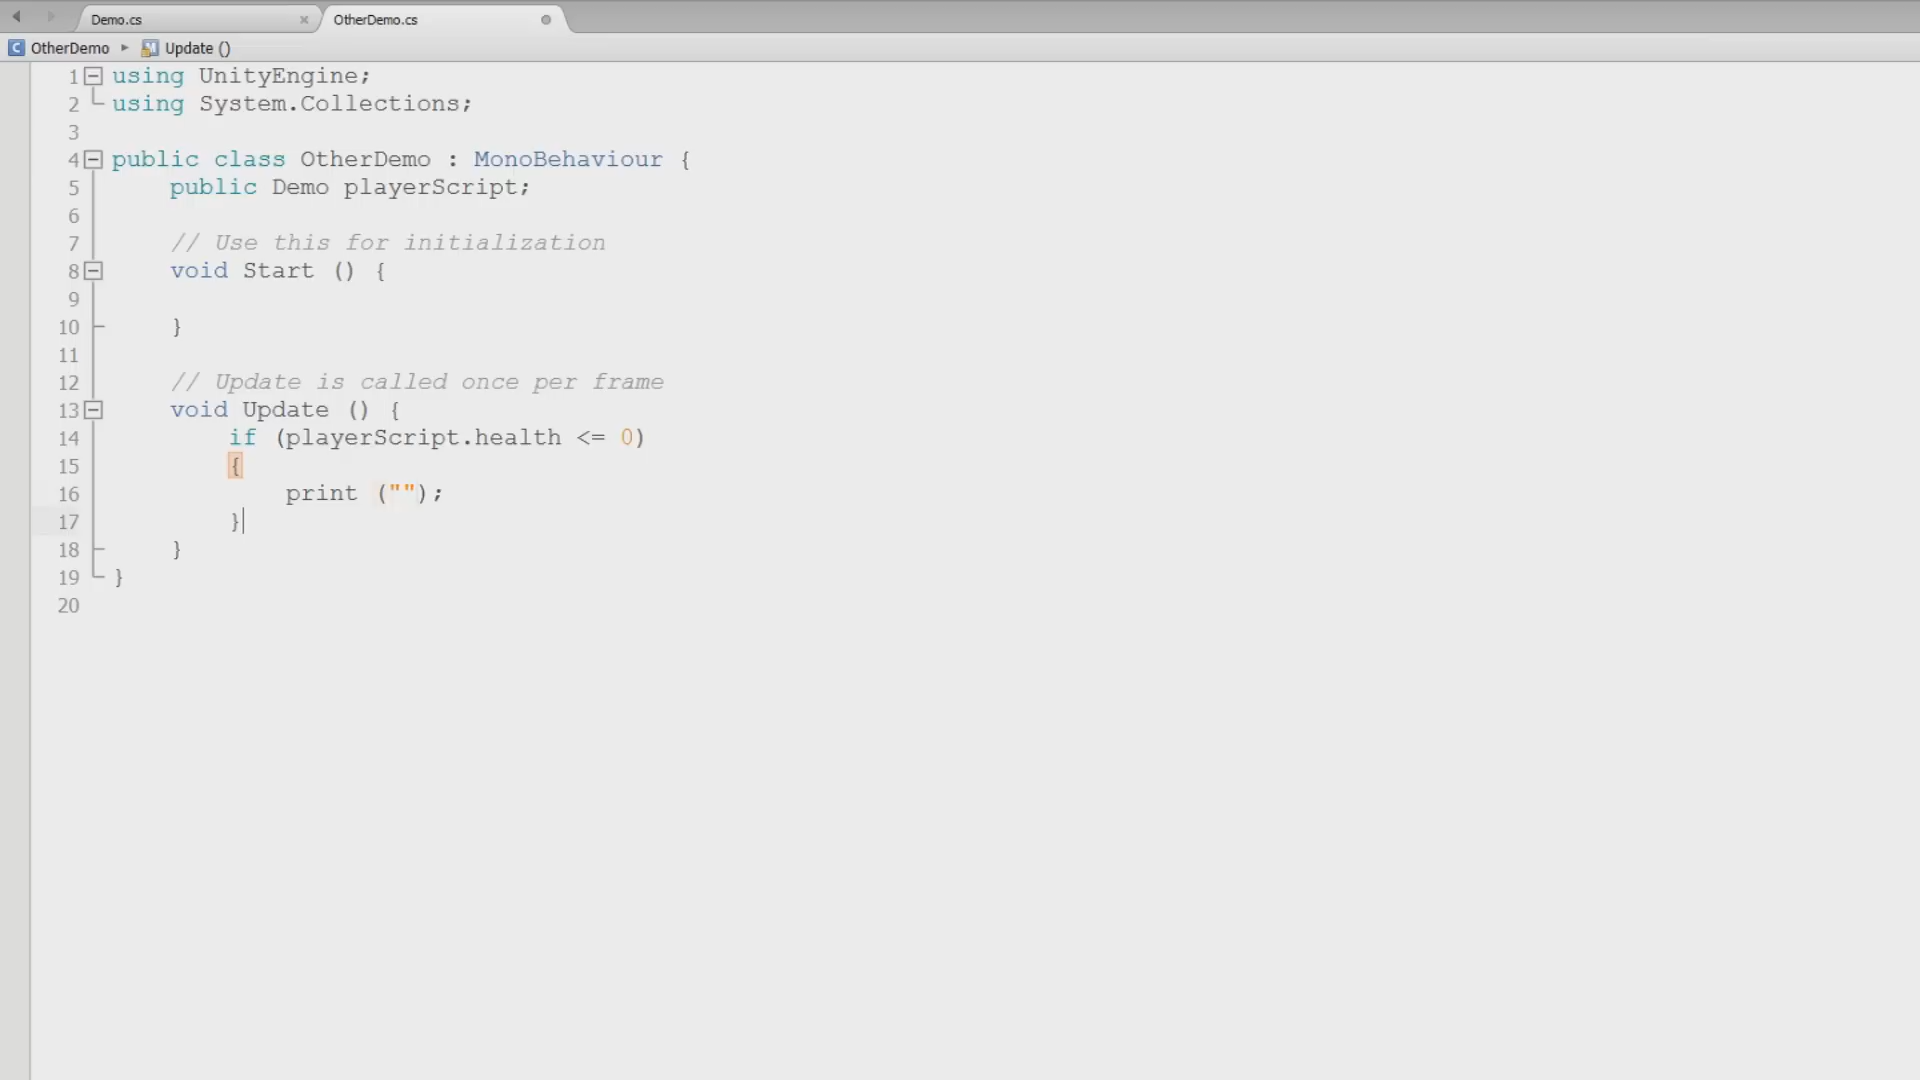 Demo.cs
OtherDemo.cs
OtherDemo
Update ()
1 using UnityEngine;
2 using System.Collections;
3
4 public class OtherDemo : MonoBehaviour {
5 public Demo playerScript;
6
7 // Use this for initialization
8 void Start () {
9
10 }
11
12 // Update is called once per frame
13 void Update () {
14 if (playerScript.health <= 0)
15 {
16 print ("");
17 }
18 }
19 }
20